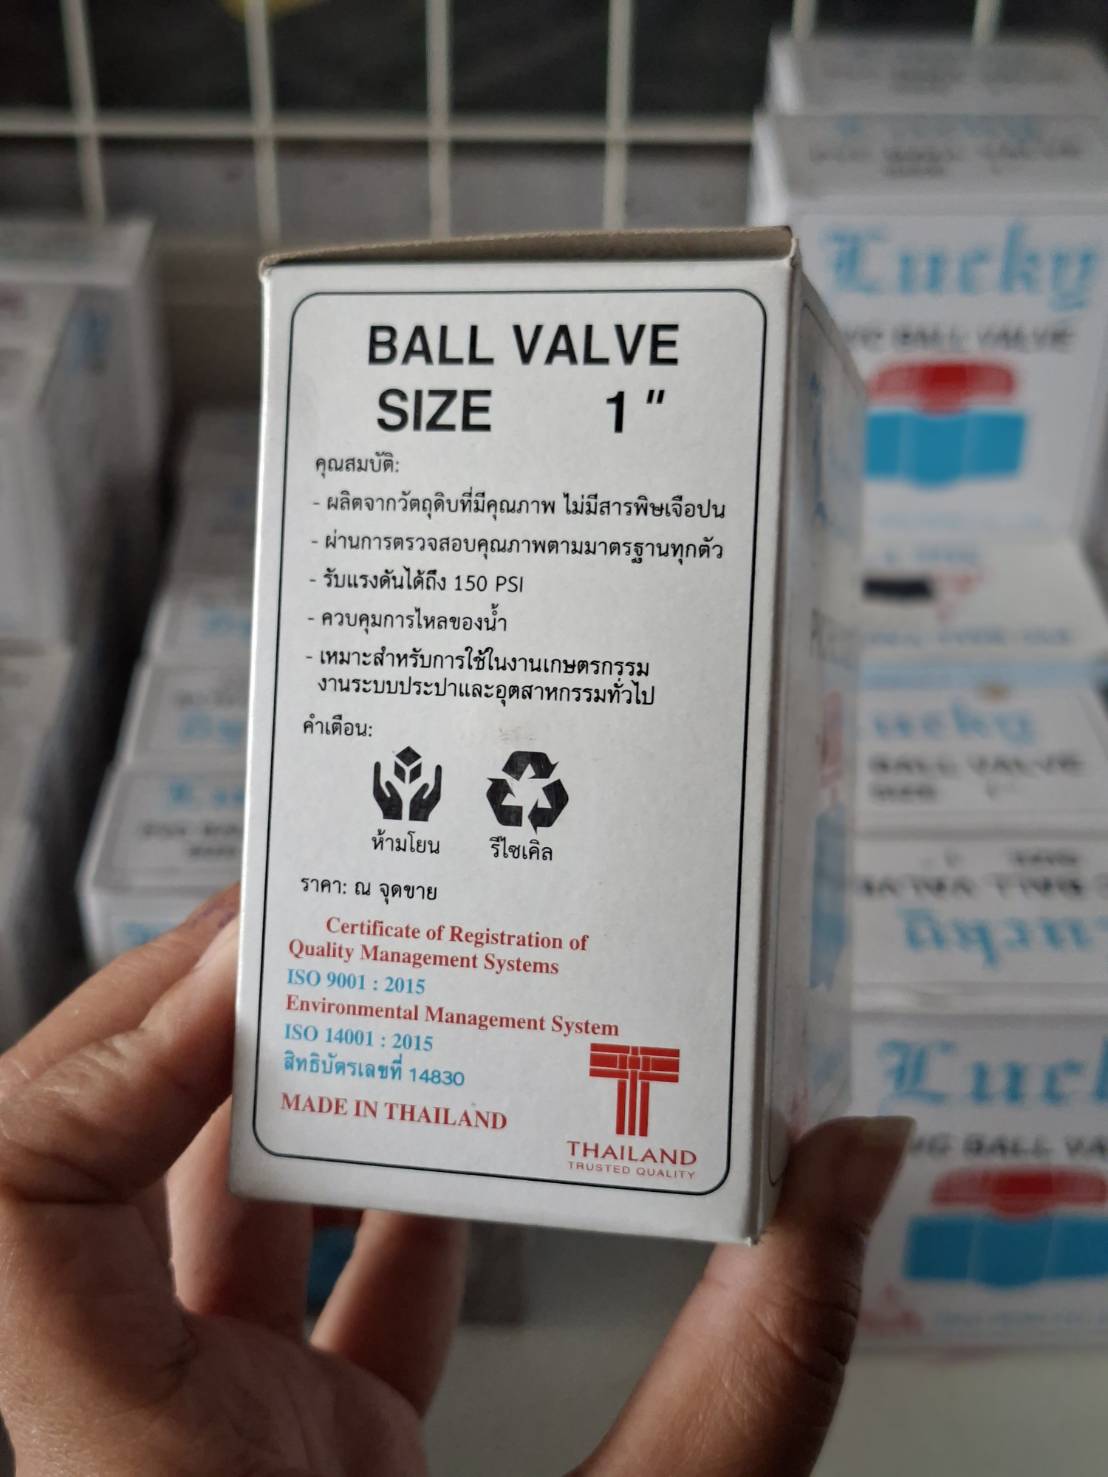 BALL VALVE
SIZE 1"
คุณสมบัติ:
- ผลิตจากวัตถุดิบที่มีคุณภาพ ไม่มีสารพิษเจือปน
- ผ่านการตรวจสอบคุณภาพตามมาตรฐานทุกตัว
- รับแรงดันได้ถึง 150 PSI
- ควบคุมการไหลของน้ำ
- เหมาะสำหรับการใช้ในงานเกษตรกรรม
งานระบบประปาและอุตสาหกรรมทั่วไป
คำเตือน:
ห้ามโยน รีไซเคิล
ราคา: ณ จุดขาย
Certificate of Registration of
Quality Management Systems
ISO 9001 : 2015
Environmental Management System
ISO 14001 : 2015
สิทธิบัตรเลขที่ 14830
MADE IN THAILAND
THAILAND
TRUSTED QUALITY
Lucky
PVC BALL VALVE
Lucky
BALL VALVE
SIZE